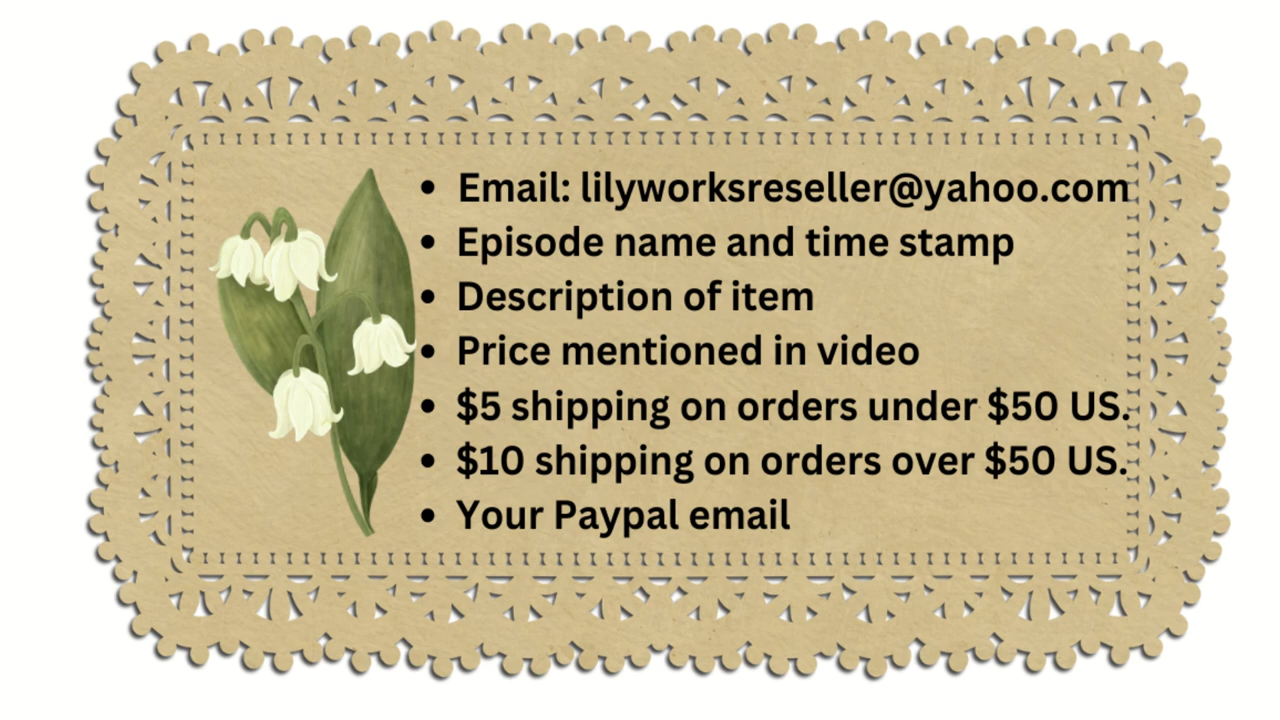 • Email: lilyworksreseller@yahoo.com
• Episode name and time stamp
• Description of item
• Price mentioned in video
• $5 shipping on orders under $50 US.
• $10 shipping on orders over $50 US.
• Your Paypal email